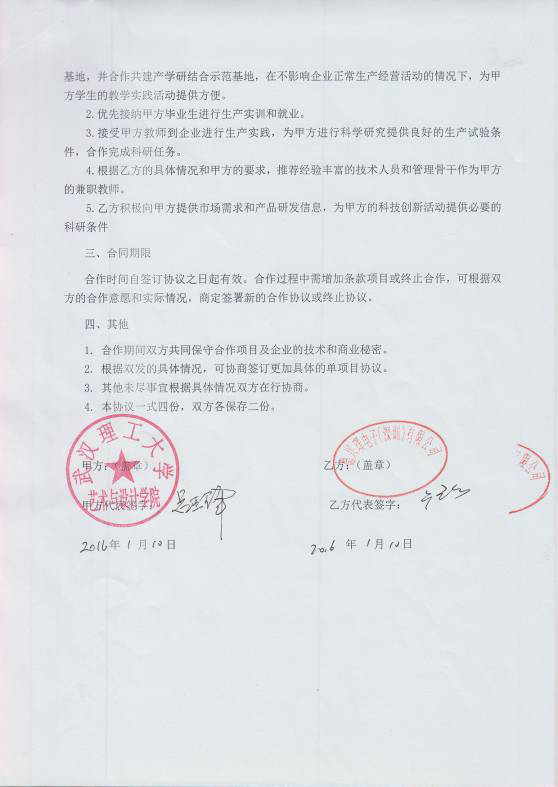 基地，并合作共建产学研结合示范基地，在不影响企业正常生产经营活动的情况下，为甲
方学生的教学实践活动提供方便。
2.优先接纳甲方毕业生进行生产实训和就业。
3.接受甲方教师到企业进行生产实践，为甲方进行科学研究提供良好的生产试验条
件，合作完成科研任务。
4.根据乙方的具体情况和甲方的要求，推荐经验丰富的技术人员和管理骨干作为甲方
的兼职教师。
5.乙方积极向甲方提供市场需求和产品研发信息，为甲方的科技创新活动提供必要的
科研条件
三、合同期限
合作时间自签订协议之日起有效。合作过程中需增加条款项目或终止合作，可根据双
方的合作意愿和实际情况，商定签署新的合作协议或终止协议。
四、其他
1. 合作期间双方共同保守合作项目及企业的技术和商业秘密。
2. 根据双发的具体情况，可协商签订更加具体的单项目协议。
3. 其他未尽事宜根据具体情况双方在行协商。
4. 本协议一式四份，双方各保存二份。
武汉理工大学
艺术与设计学院
电子(深圳)有限公司
有限公司
甲方：（盖章） 乙方：（盖章）
甲方代表签字： 乙方代表签字：
2016年 1 月 10 日 2016 年 1 月 10 日